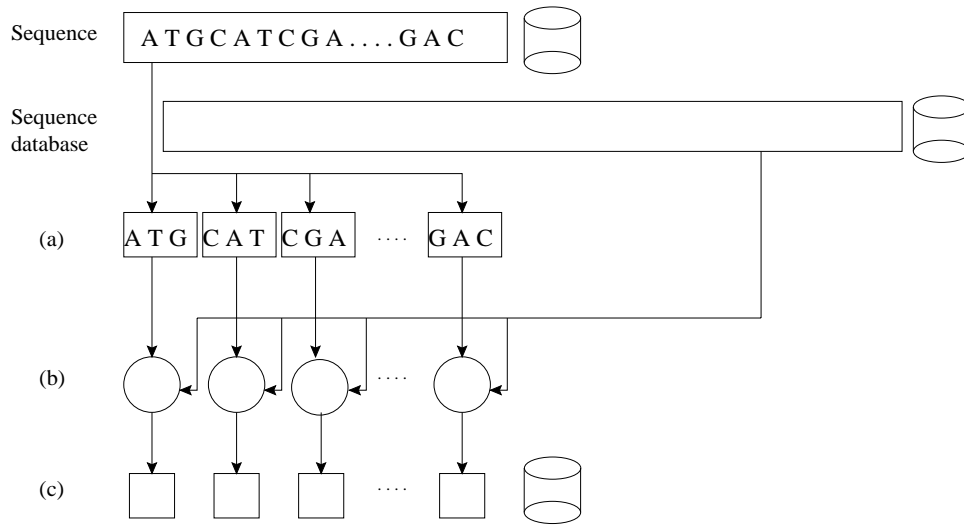 Sequence
A T G C A T C G A . . . . G A C
Sequence
database
(a)
A T G
C A T
C G A
. . . .
G A C
(b)
. . . .
(c)
. . . .